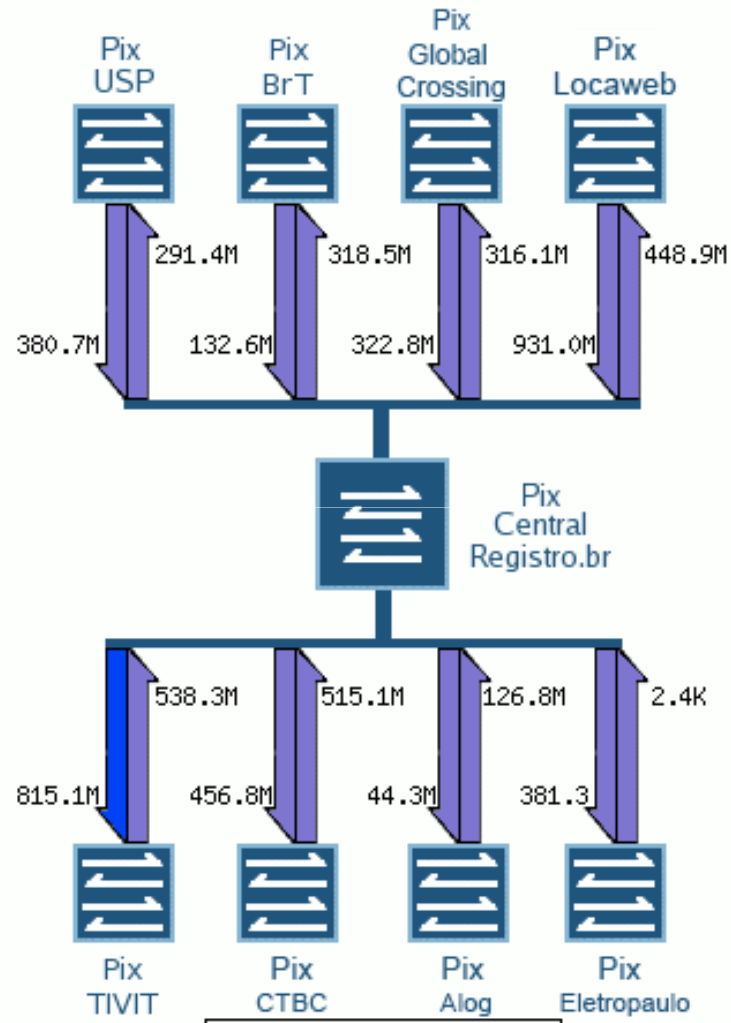 Pix
USP
Pix
BrT
Pix
Global
Crossing
Pix
Locaweb
291.4M
318.5M
316.1M
448.9M
380.7M
132.6M
322.8M
931.0M
Pix
Central
Registro.br
538.3M
515.1M
126.8M
2.4K
815.1M
456.8M
44.3M
381.3
Pix
TIVIT
Pix
CTBC
Pix
Alog
Pix
Eletropaulo